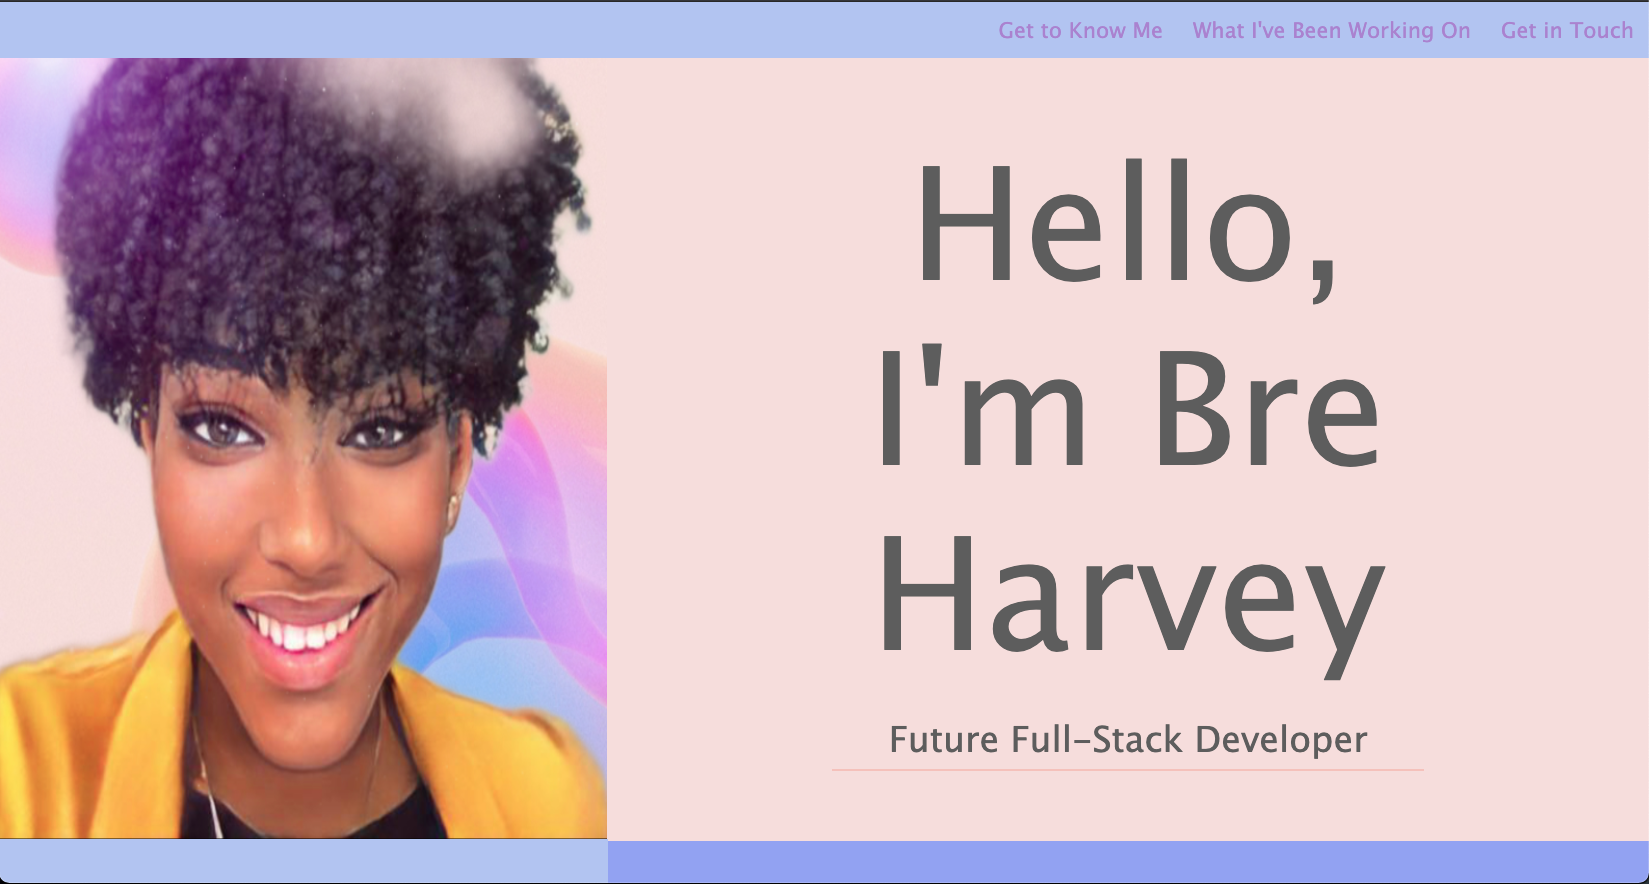 Get to Know Me What I've Been Working On Get in Touch
Hello,
I'm Bre
Harvey
Future Full-Stack Developer